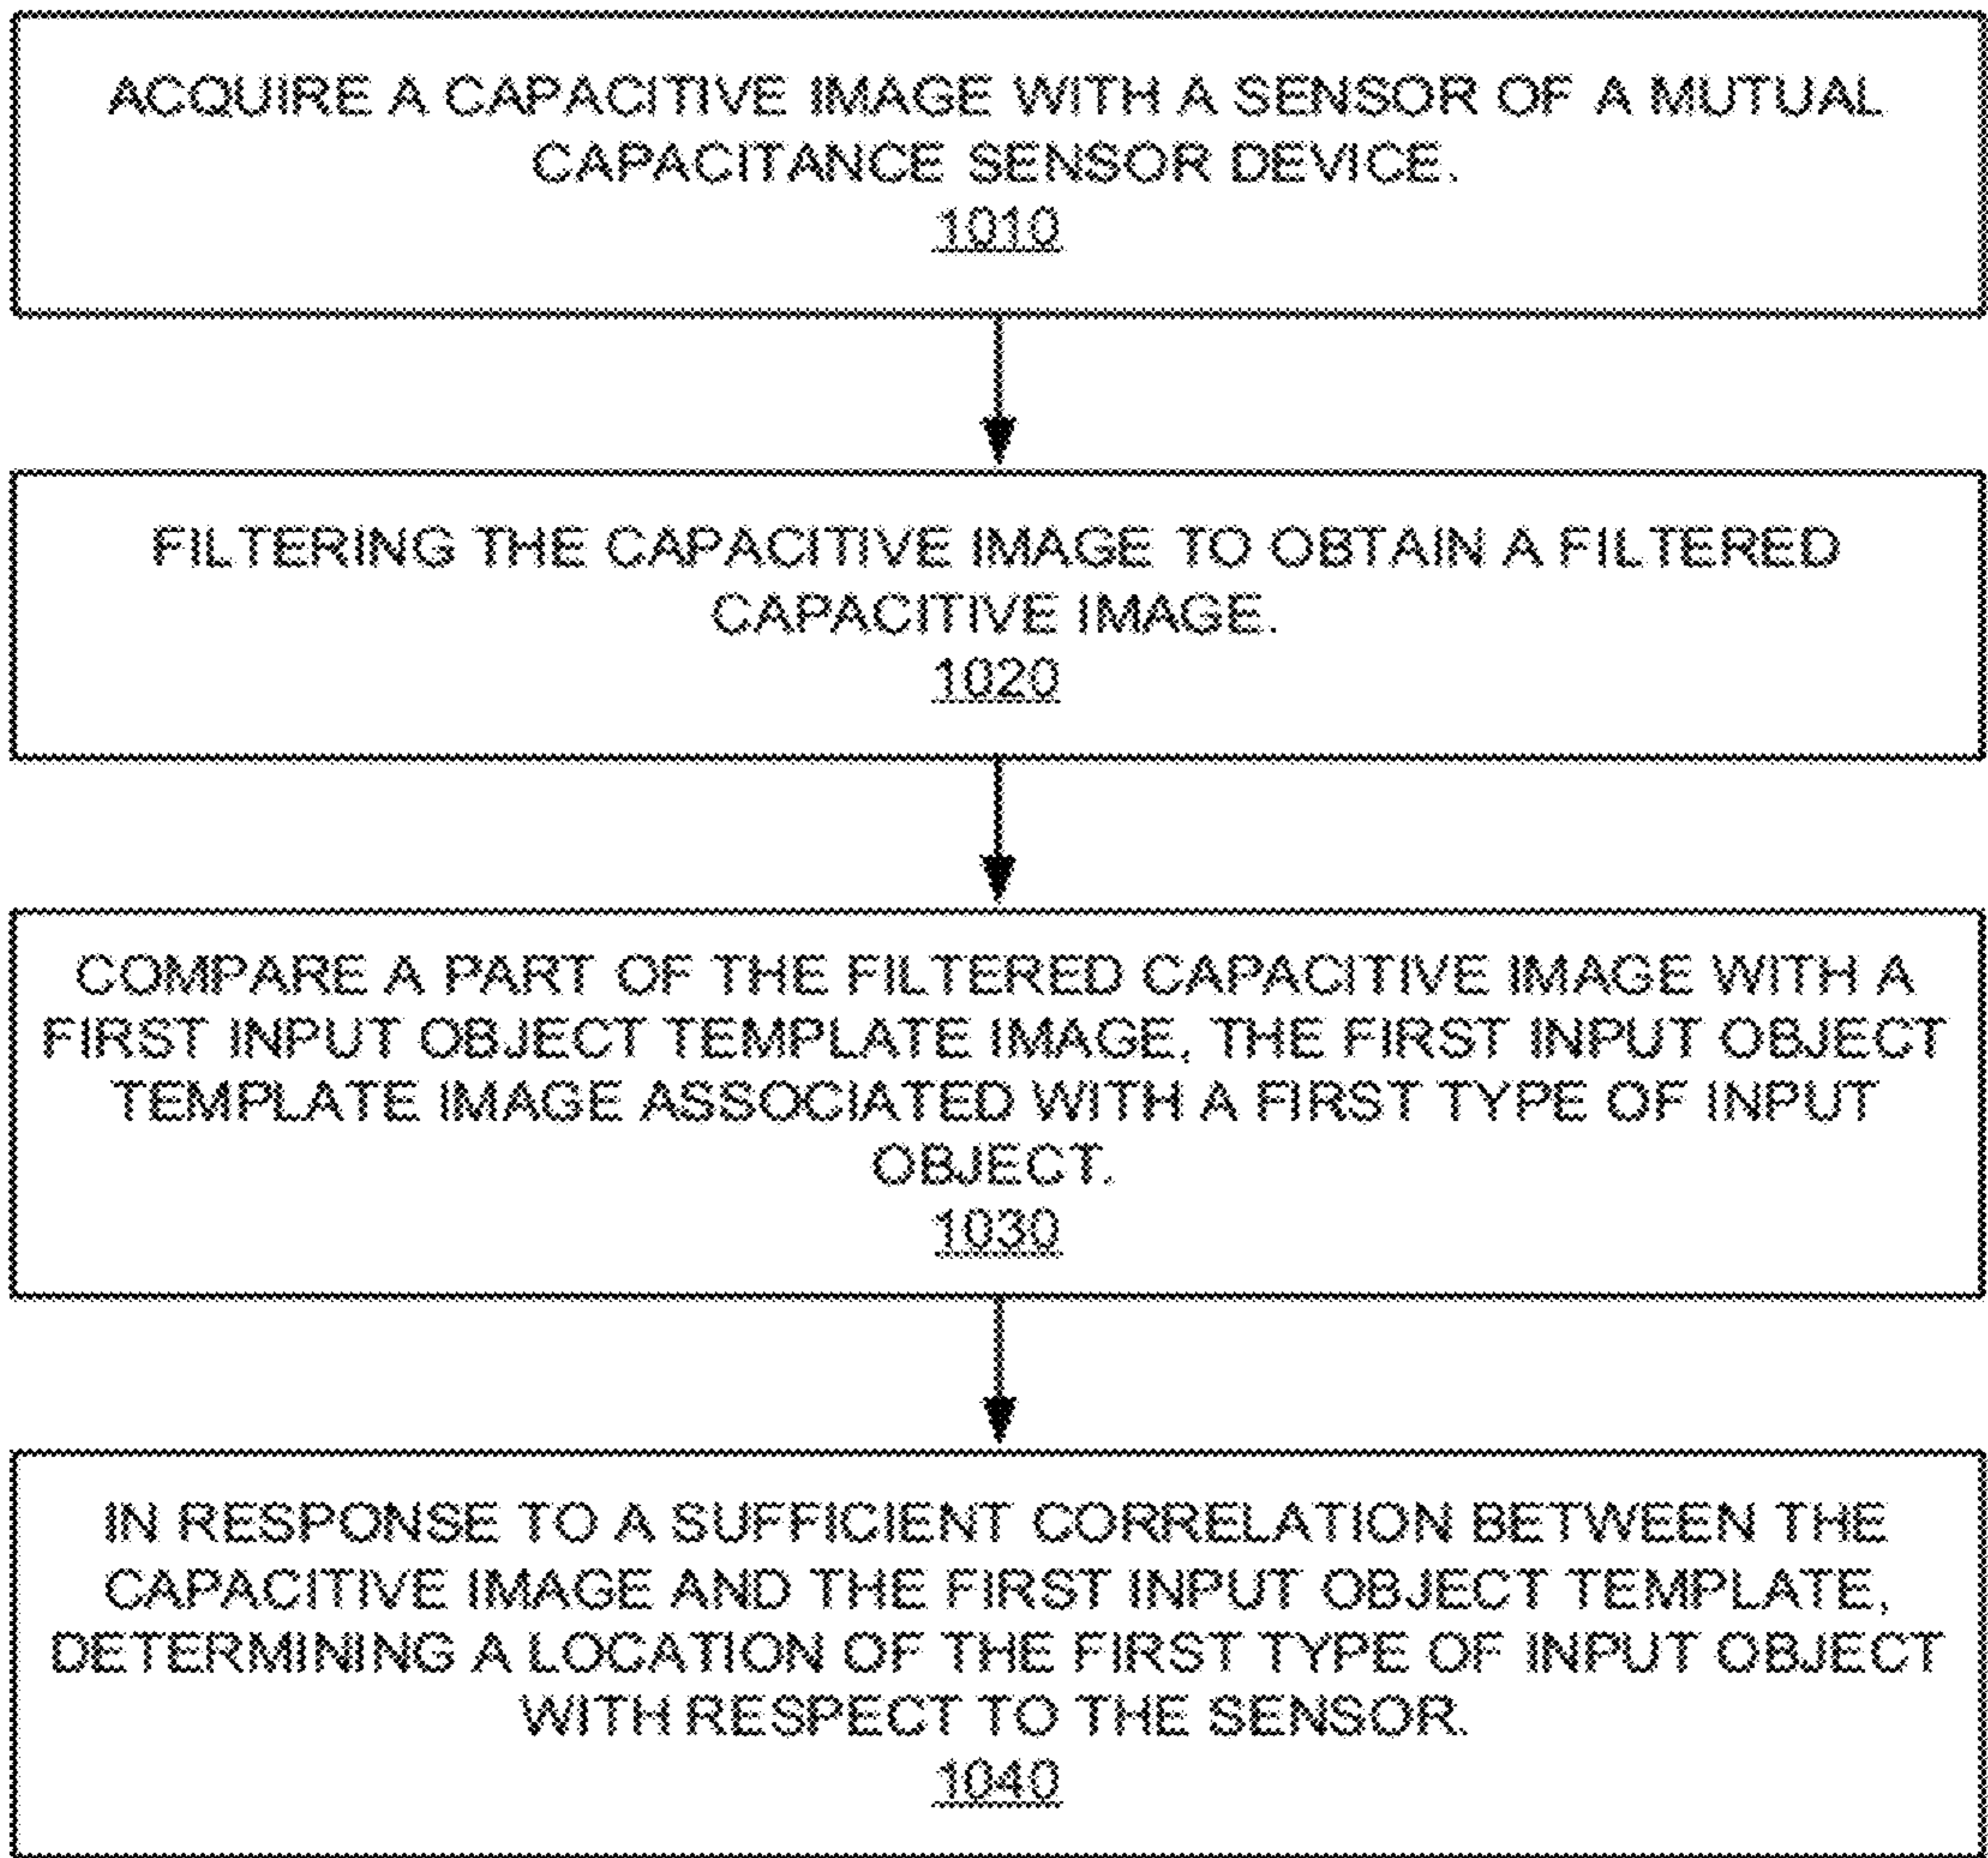 ACQUIRE A CAPACITIVE IMAGE WITH A SENSOR OF A MUTUAL
CAPACITANCE SENSOR DEVICE.
1010
FILTERING THE CAPACITIVE IMAGE TO OBTAIN A FILTERED
CAPACITIVE IMAGE.
1020
COMPARE A PART OF THE FILTERED CAPACITIVE IMAGE WITH A
FIRST INPUT OBJECT TEMPLATE IMAGE, THE FIRST INPUT OBJECT
TEMPLATE IMAGE ASSOCIATED WITH A FIRST TYPE OF INPUT
OBJECT.
1030
IN RESPONSE TO A SUFFICIENT CORRELATION BETWEEN THE
CAPACITIVE IMAGE AND THE FIRST INPUT OBJECT TEMPLATE,
DETERMINING A LOCATION OF THE FIRST TYPE OF INPUT OBJECT
WITH RESPECT TO THE SENSOR.
1040